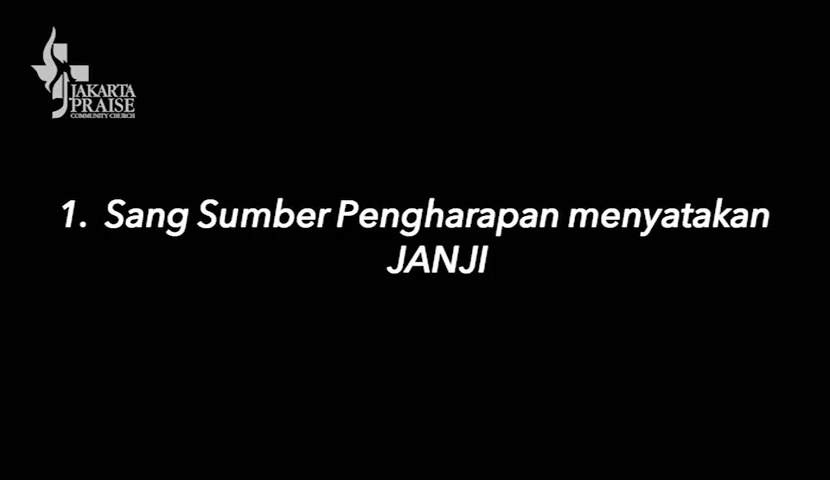 JAKARTA
PRAISE
COMMUNITY CHURCH
1. Sang Sumber Pengharapan menyatakan
JANJI